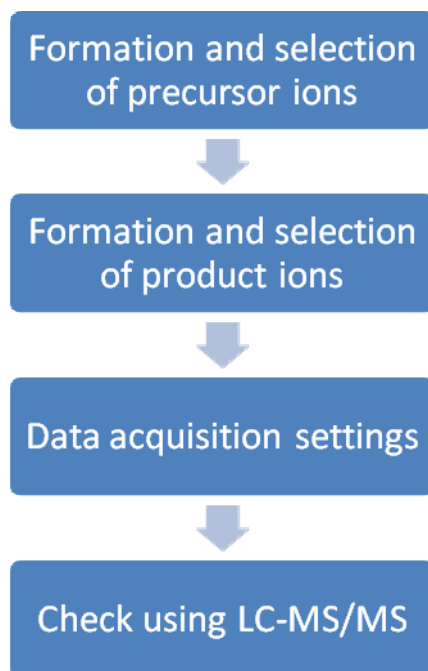 Formation and selection
of precursor ions
Formation and selection
of product ions
Data acquisition settings
Check using LC-MS/MS